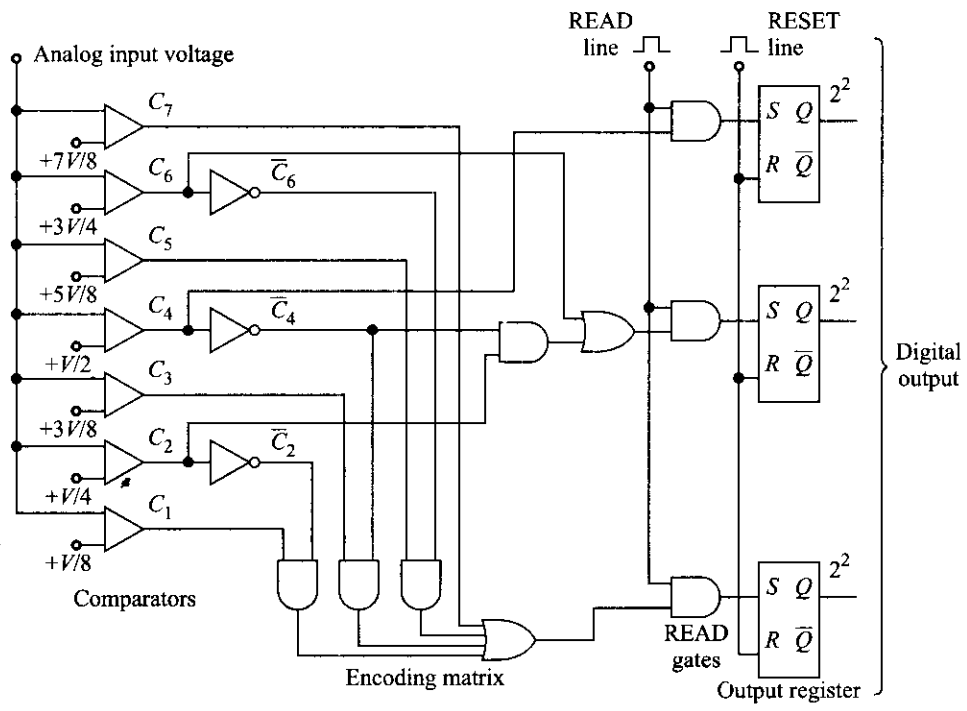 READ line
RESET line
Analog input voltage
C₇
+7V/8
C₆
C̅₆
+3V/4
C₅
+5V/8
C₄
C̅₄
+V/2
C₃
+3V/8
C₂
C̅₂
+V/4
C₁
+V/8
Comparators
Encoding matrix
READ gates
S Q
R Q̅
2²
S Q
R Q̅
2²
S Q
R Q̅
2²
Output register
Digital output